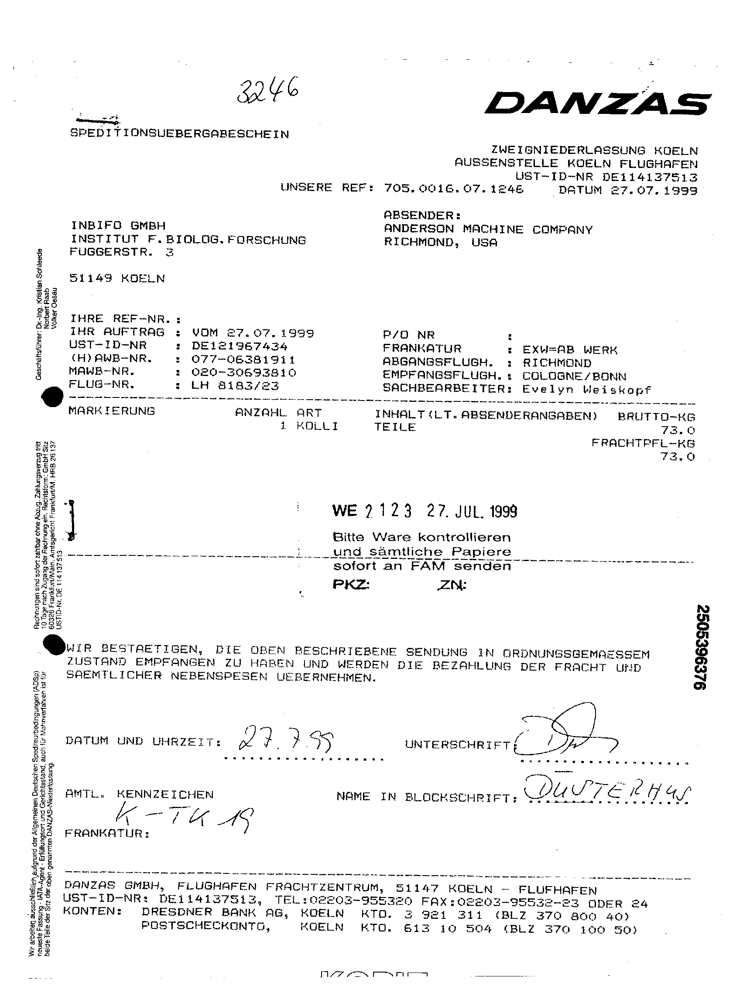 3246
DANZAS
SPEDITIONSUEBERGABESCHEIN
ZWEIGNIEDERLASSUNG KOELN
AUSSENSTELLE KOELN FLUGHAFEN
UST-ID-NR DE114137513
UNSERE REF: 705.0016.07.1246 DATUM 27.07.1999
INBIFO GMBH
INSTITUT F.BIOLOG.FORSCHUNG
FUGGERSTR. 3
51149 KOELN
ABSENDER:
ANDERSON MACHINE COMPANY
RICHMOND, USA
IHRE REF-NR. :
IHR AUFTRAG : VOM 27.07.1999
UST-ID-NR : DE121967434
(H)AWB-NR. : 077-06381911
MAWB-NR. : 020-30693810
FLUG-NR. : LH 8183/23
P/O NR :
FRANKATUR : EXW=AB WERK
ABGANGSFLUGH. : RICHMOND
EMPFANGSFLUGH. : COLOGNE/BONN
SACHBEARBEITER: Evelyn Weiskopf
MARKIERUNG ANZAHL ART INHALT(LT.ABSENDERANGABEN) BRUTTO-KG
1 KOLLI TEILE 73.0
FRACHTPFL-KG
73.0
WE 2123 27. JUL. 1999
Bitte Ware kontrollieren
und sämtliche Papiere
sofort an FAM senden
PKZ: ZN:
WIR BESTAETIGEN, DIE OBEN BESCHRIEBENE SENDUNG IN ORDNUNGSGEMAESSEM
ZUSTAND EMPFANGEN ZU HABEN UND WERDEN DIE BEZAHLUNG DER FRACHT UND
SAEMTLICHER NEBENSPESEN UEBERNEHMEN.
DATUM UND UHRZEIT: 27.7.99 UNTERSCHRIFT:
AMTL. KENNZEICHEN NAME IN BLOCKSCHRIFT: DÜSTERHUS
K-TK 19
FRANKATUR:
DANZAS GMBH, FLUGHAFEN FRACHTZENTRUM, 51147 KOELN - FLUFHAFEN
UST-ID-NR: DE114137513, TEL:02203-955320 FAX:02203-95532-23 ODER 24
KONTEN: DRESDNER BANK AG, KOELN KTO. 3 921 311 (BLZ 370 800 40)
POSTSCHECKONTO, KOELN KTO. 613 10 504 (BLZ 370 100 50)
2505396376
Geschäftsführer: Dr.-Ing. Kristian Schleede
Norbert Raab
Volker Oesau
Rechnungen sind sofort zahlbar ohne Abzug. Zahlungsverzug tritt
10 Tage nach Zugang der Rechnung ein. Rechtsform: GmbH Sitz
60326 Frankfurt/Main, Amtsgericht Frankfurt/M. HRB 26 137
USTID-Nr. DE 114 137 513
Wir arbeiten ausschließlich aufgrund der Allgemeinen Deutschen Spediteurbedingungen (ADSp)
neueste Fassung - IATA-Agent - Erfüllungsort und Gerichtsstand, auch für Mahnverfahren ist für
beide Teile der Sitz der oben genannten DANZAS-Niederlassung.